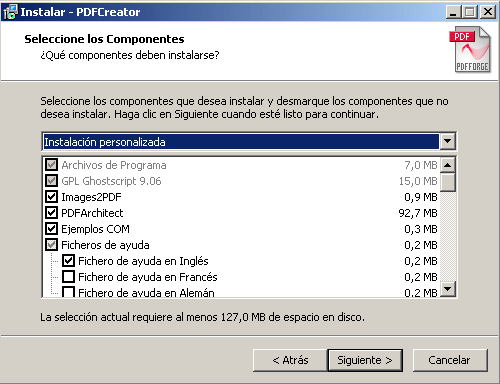 Instalar - PDFCreator
Seleccione los Componentes
¿Qué componentes deben instalarse?
PDF
PDFFORGE
Seleccione los componentes que desea instalar y desmarque los componentes que no
desea instalar. Haga clic en Siguiente cuando esté listo para continuar.
Instalación personalizada
Archivos de Programa 7,0 MB
GPL Ghostscript 9.06 15,0 MB
Images2PDF 0,9 MB
PDFArchitect 92,7 MB
Ejemplos COM 0,3 MB
Ficheros de ayuda 0,2 MB
Fichero de ayuda en Inglés 0,2 MB
Fichero de ayuda en Francés 0,2 MB
Fichero de ayuda en Alemán 0,2 MB
La selección actual requiere al menos 127,0 MB de espacio en disco.
< Atrás Siguiente > Cancelar